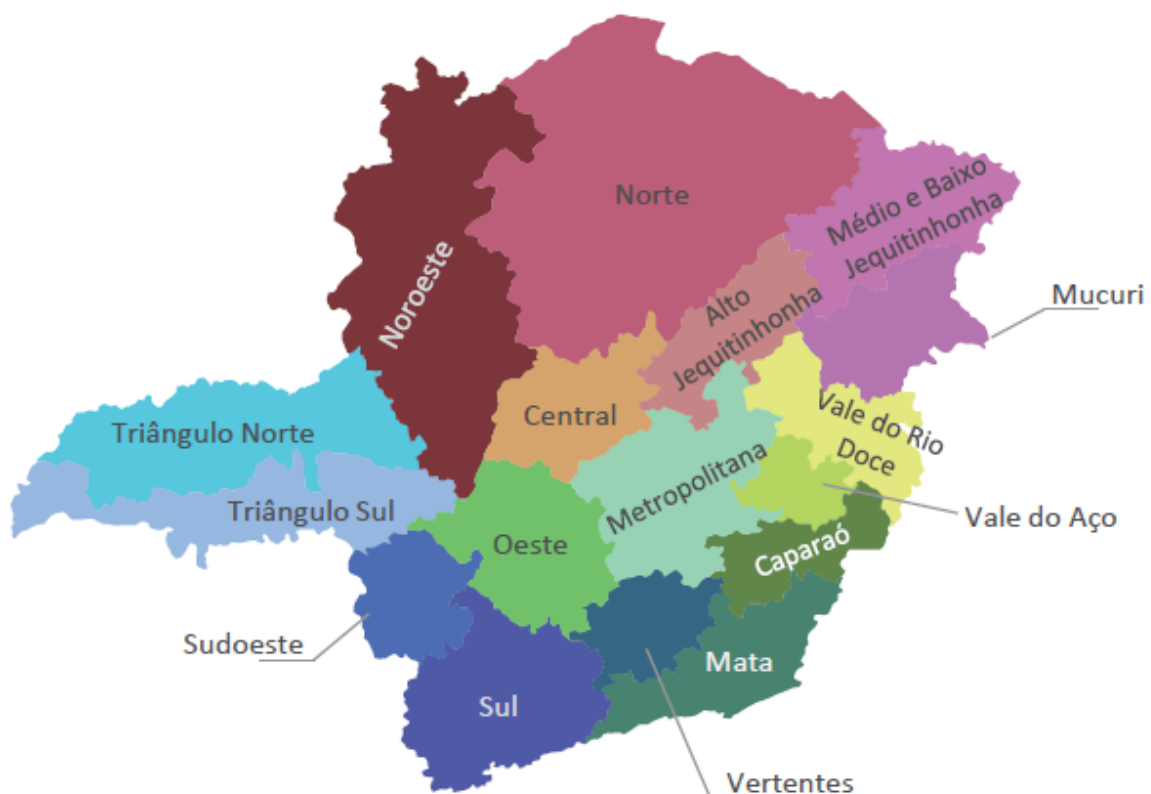 Norte
Médio e Baixo
Jequitinhonha
Noroeste
Alto
Jequitinhonha
Mucuri
Triângulo Norte
Central
Vale do Rio
Doce
Metropolitana
Triângulo Sul
Oeste
Vale do Aço
Caparaó
Sudoeste
Mata
Sul
Vertentes